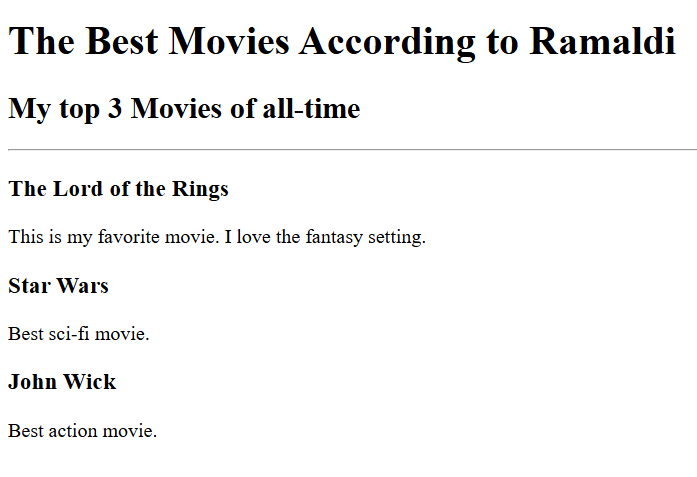 The Best Movies According to Ramaldi
My top 3 Movies of all-time
The Lord of the Rings
This is my favorite movie. I love the fantasy setting.
Star Wars
Best sci-fi movie.
John Wick
Best action movie.